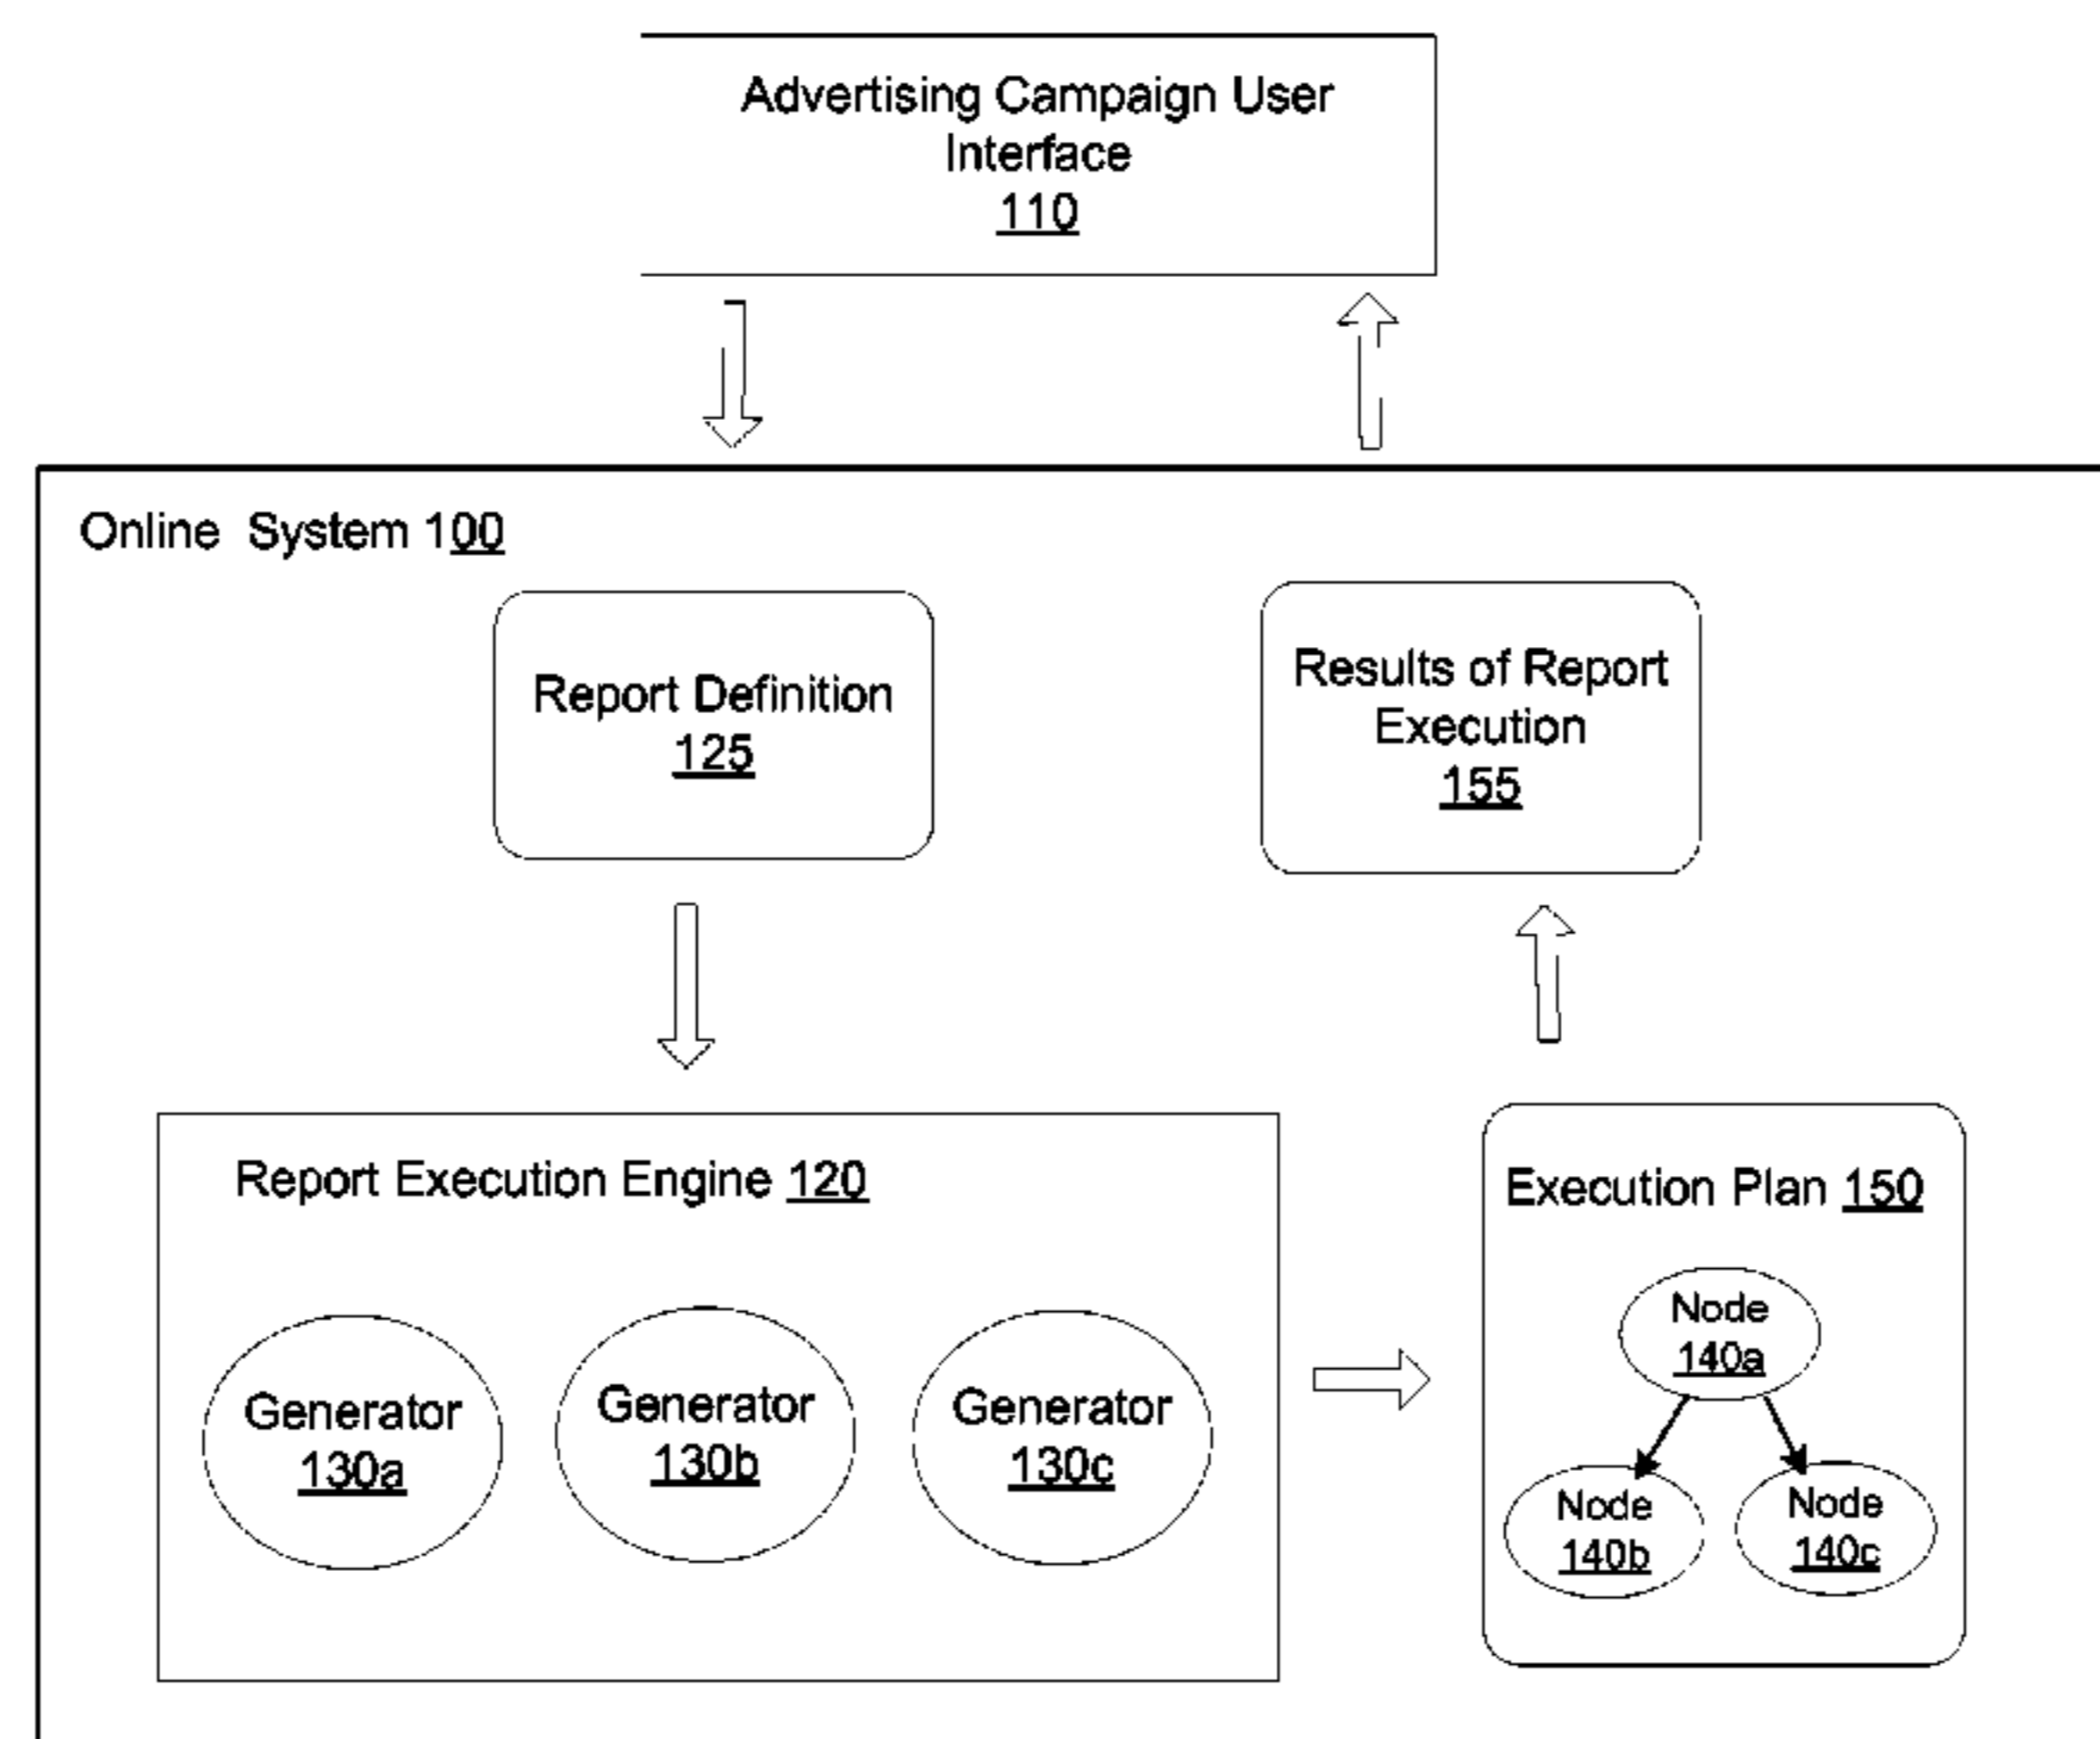 Advertising Campaign User
Interface
110
Online System 100
Report Definition
125
Results of Report
Execution
155
Report Execution Engine 120
Generator
130a
Generator
130b
Generator
130c
Execution Plan 150
Node
140a
Node
140b
Node
140c